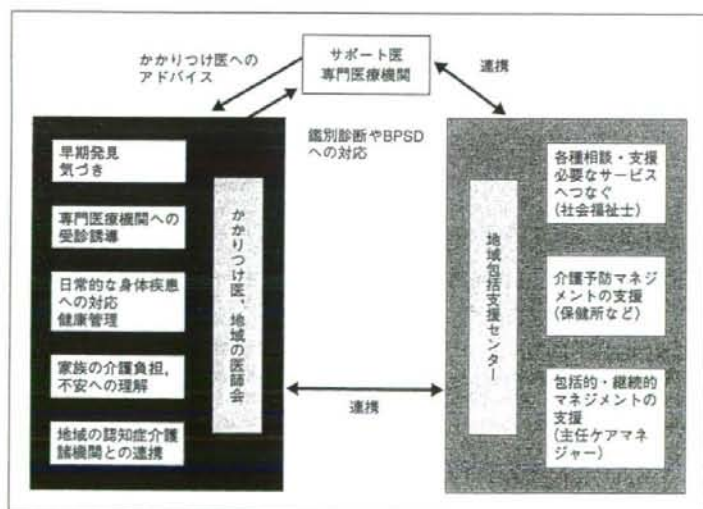 かかりつけ医への
アドバイス
サポート医
専門医療機関
連携
鑑別診断やBPSD
への対応
早期発見
気づき
専門医療機関への
受診誘導
日常的な身体疾患
への対応
健康管理
家族の介護負担,
不安への理解
地域の認知症介護
諸機関との連携
かかりつけ医、地域の医師会
連携
地域包括支援センター
各種相談・支援
必要なサービス
へつなぐ
(社会福祉士)
介護予防マネジ
メントの支援
(保健所など)
包括的・継続的
マネジメントの
支援
(主任ケアマネ
ジャー)